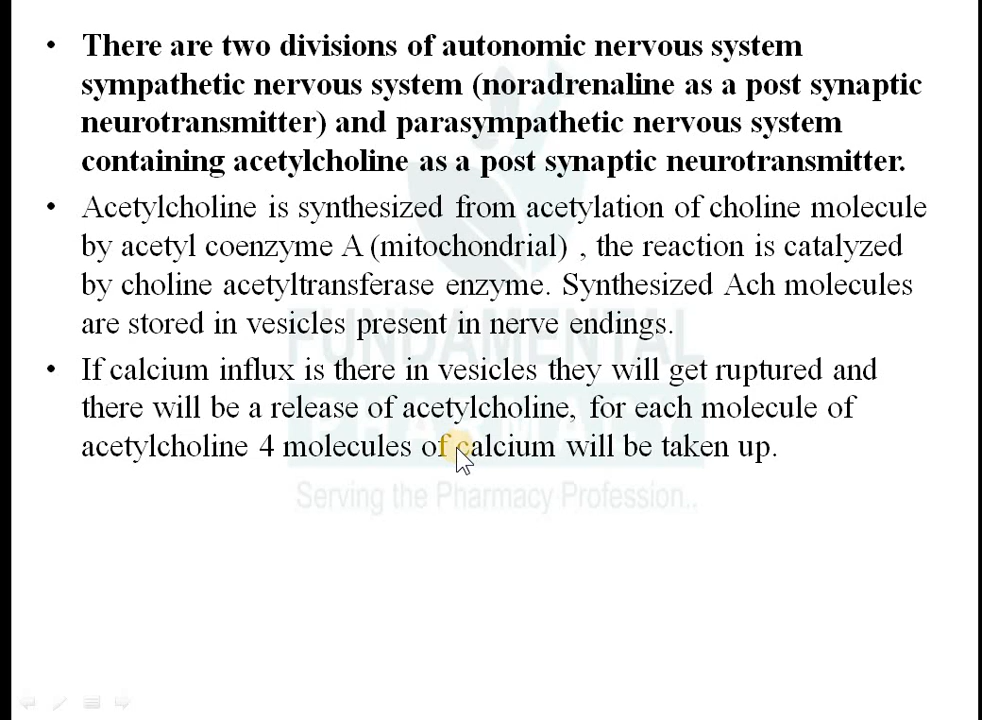 • There are two divisions of autonomic nervous system
sympathetic nervous system (noradrenaline as a post synaptic
neurotransmitter) and parasympathetic nervous system
containing acetylcholine as a post synaptic neurotransmitter.
• Acetylcholine is synthesized from acetylation of choline molecule
by acetyl coenzyme A (mitochondrial) , the reaction is catalyzed
by choline acetyltransferase enzyme. Synthesized Ach molecules
are stored in vesicles present in nerve endings.
• If calcium influx is there in vesicles they will get ruptured and
there will be a release of acetylcholine, for each molecule of
acetylcholine 4 molecules of calcium will be taken up.
FUNDAMENTAL
PHARMACY
Serving the Pharmacy Profession..